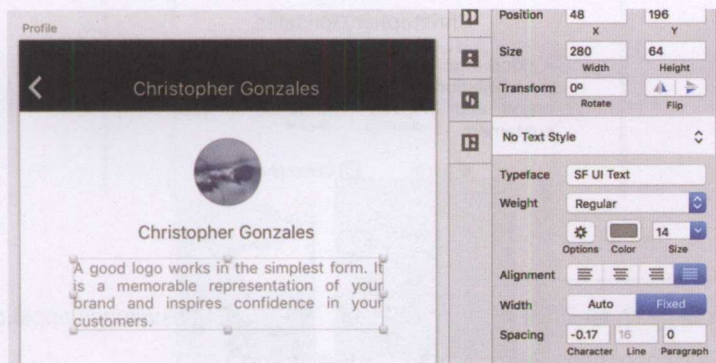 Profile
Christopher Gonzales
Christopher Gonzales
A good logo works in the simplest form. It
is a memorable representation of your
brand and inspires confidence in your
customers.
Position 48 196
X Y
Size 280 64
Width Height
Transform 0º
Rotate Flip
No Text Style
Typeface SF UI Text
Weight Regular
14
Options Color Size
Alignment
Width Auto Fixed
Spacing -0.17 16 0
Character Line Paragraph